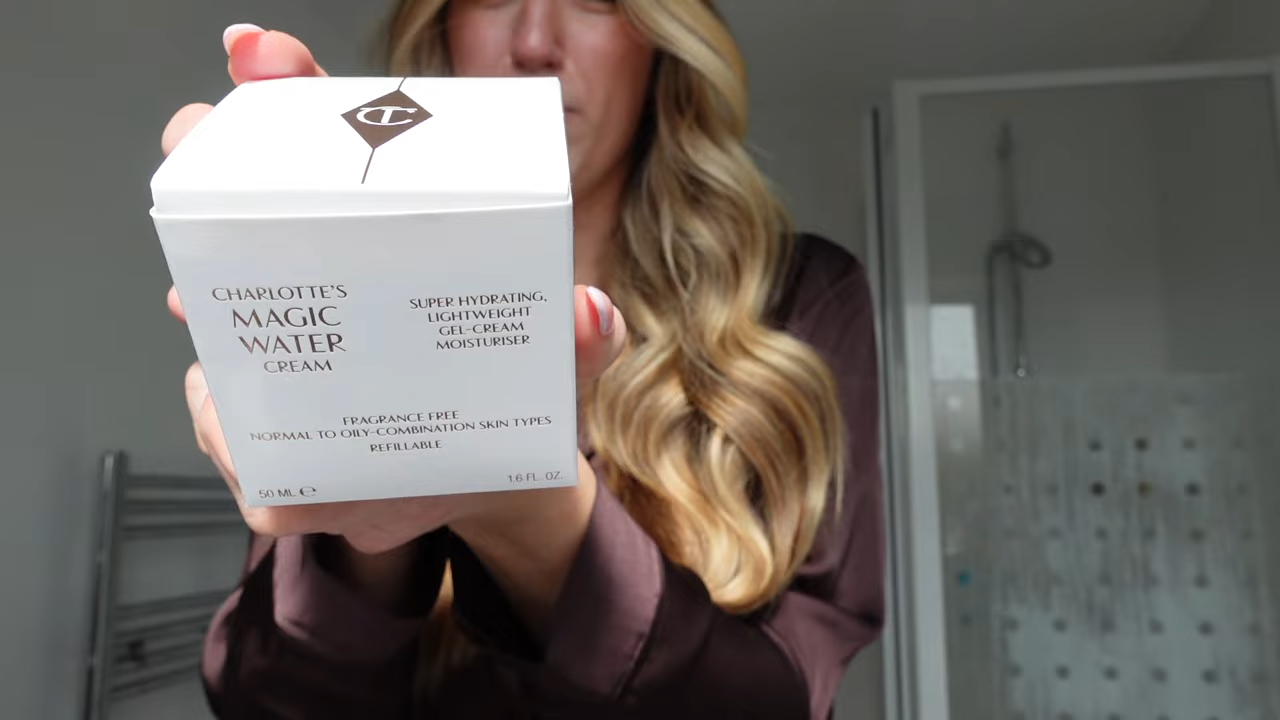 CT
CHARLOTTE'S
MAGIC
WATER
CREAM
SUPER HYDRATING,
LIGHTWEIGHT
GEL-CREAM
MOISTURISER
FRAGRANCE FREE
NORMAL TO OILY-COMBINATION SKIN TYPES
REFILLABLE
50 ML ℮
1.6 FL. OZ.